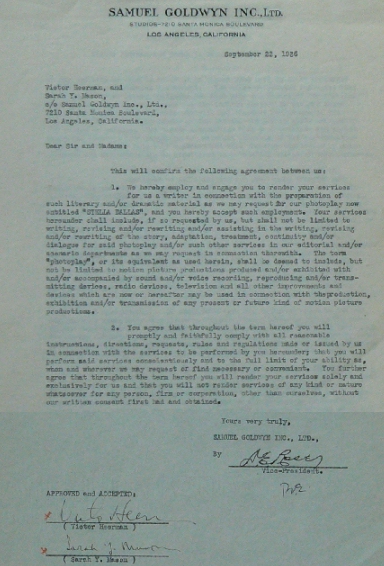 SAMUEL GOLDWYN INC., LTD.
STUDIOS-7210 SANTA MONICA BOULEVARD
LOS ANGELES, CALIFORNIA
September 22, 1936
Victor Heerman, and
Sarah Y. Mason,
c/o Samuel Goldwyn Inc., Ltd.,
7210 Santa Monica Boulevard,
Los Angeles, California.
Dear Sir and Madame:
This will confirm the following agreement between us:
1. We hereby employ and engage you to render your services
for us as writer in connection with the preparation of
such literary and/or dramatic material as we may request for our photoplay now
entitled "STELLA DALLAS", and you hereby accept such employment. Your services
hereunder shall include, if so requested by us, but shall not be limited to
writing, revising and/or rewriting and/or assisting in the writing, revising
and/or rewriting of the story, adaptation, treatment, continuity and/or
dialogue for said photoplay and/or such other services in our editorial and/or
scenario departments as we may request in connection therewith. The term
"photoplay", or its equivalent as used herein, shall be deemed to include, but
not be limited to motion picture productions produced and/or exhibited with
and/or accompanied by sound and/or voice recording, reproducing and/or trans-
mitting devices, radio devices, television and all other improvements and
devices which are now or hereafter may be used in connection with the production,
exhibition and/or transmission of any present or future kind of motion picture
productions.
2. You agree that throughout the term hereof you will
promptly and faithfully comply with all reasonable
instructions, directions, requests, rules and regulations made or issued by us
in connection with the services to be performed by you hereunder; that you will
perform said services conscientiously and to the full limit of your ability as,
when and wherever we may request or find necessary or convenient. You further
agree that throughout the term hereof you will render your services solely and
exclusively for us and that you will not render services of any kind or nature
whatsoever for any person, firm or corporation, other than ourselves, without
our written consent first had and obtained.
Yours very truly,
SAMUEL GOLDWYN INC., LTD.,
By
Vice-President.
APPROVED and ACCEPTED:
Victor Heerman
( Victor Heerman )
Sarah Y. Mason
( Sarah Y. Mason )